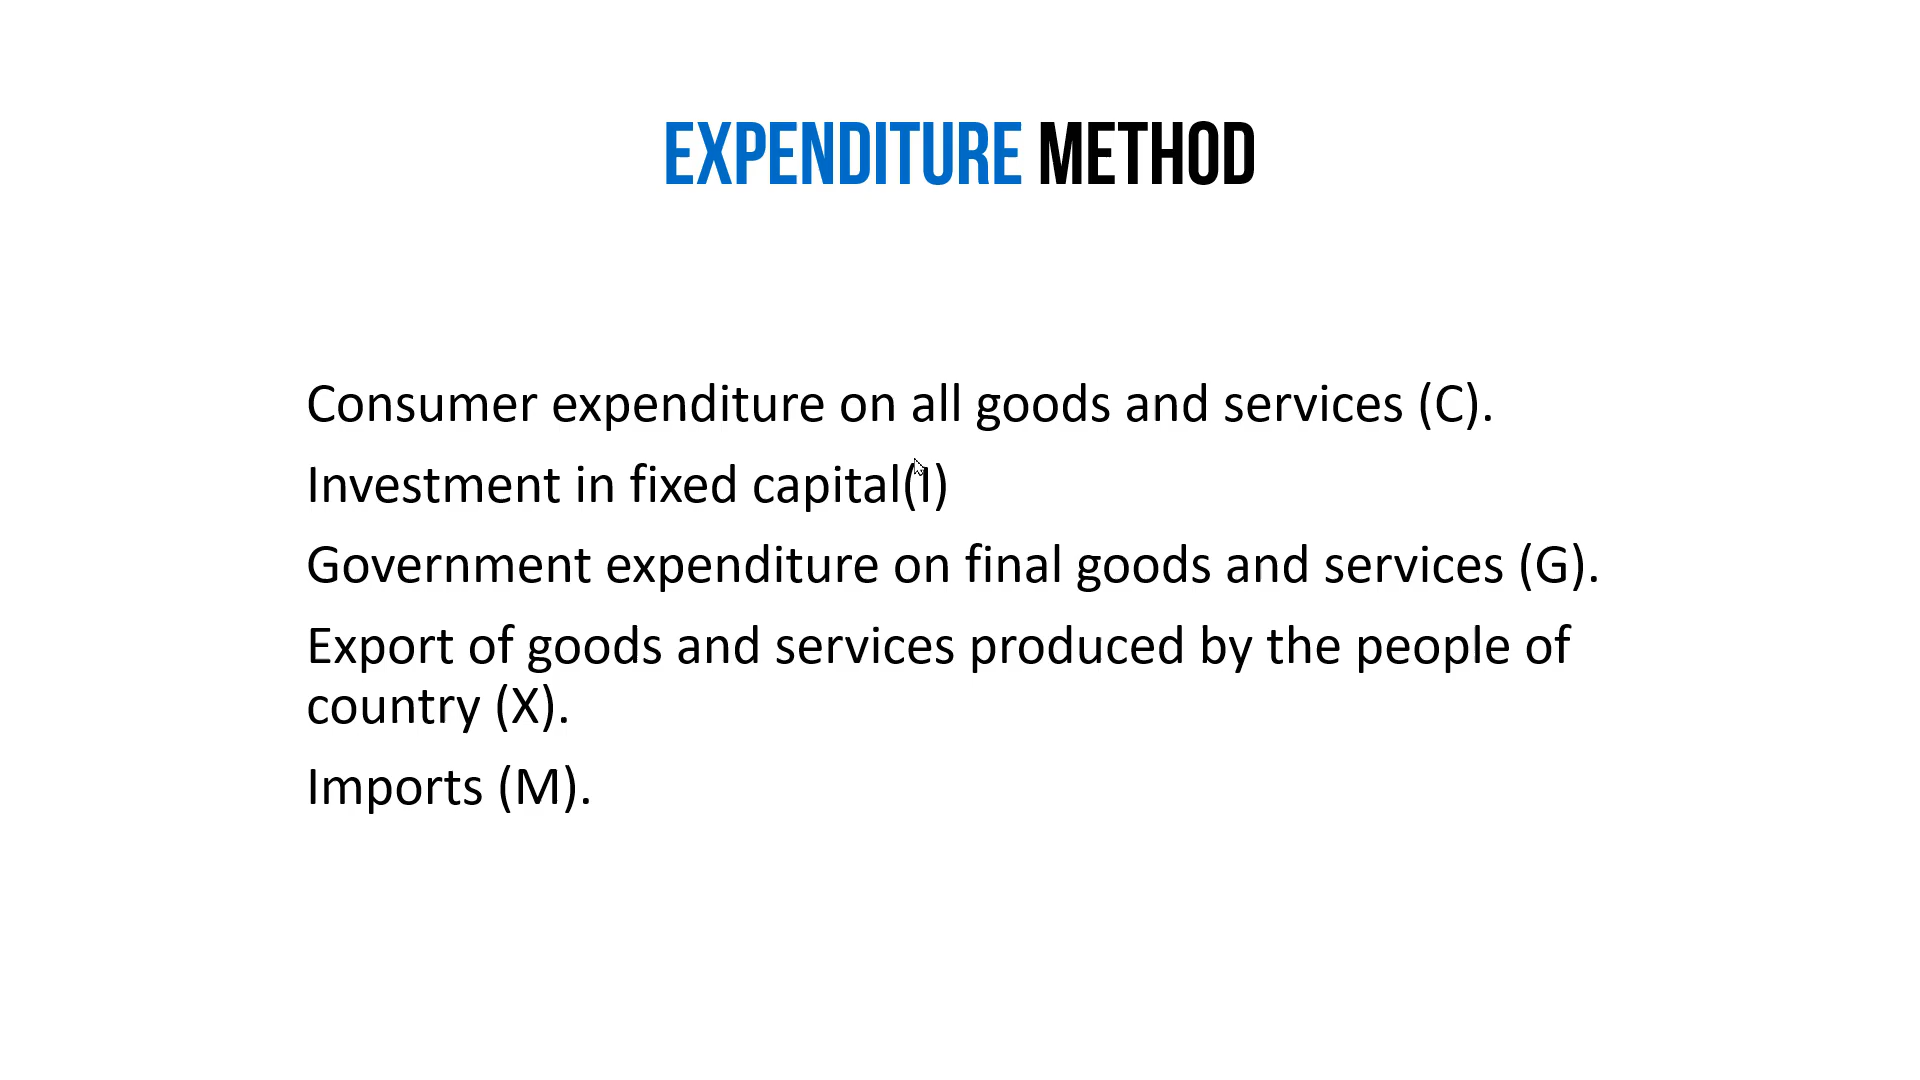 EXPENDITURE METHOD
Consumer expenditure on all goods and services (C).
Investment in fixed capital(I)
Government expenditure on final goods and services (G).
Export of goods and services produced by the people of
country (X).
Imports (M).